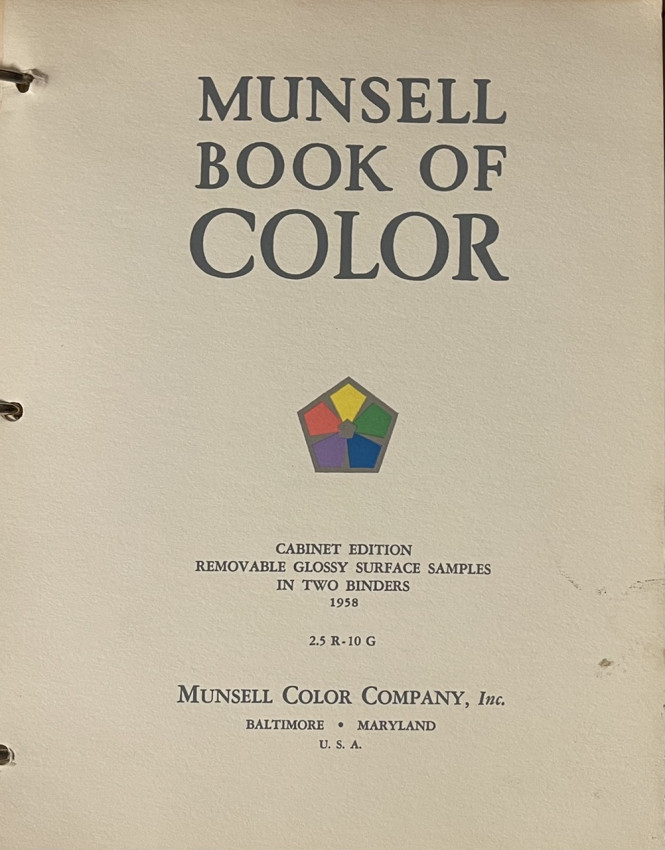 MUNSELL
BOOK OF
COLOR
CABINET EDITION
REMOVABLE GLOSSY SURFACE SAMPLES
IN TWO BINDERS
1958
2.5 R-10 G
MUNSELL COLOR COMPANY, Inc.
BALTIMORE • MARYLAND
U. S. A.